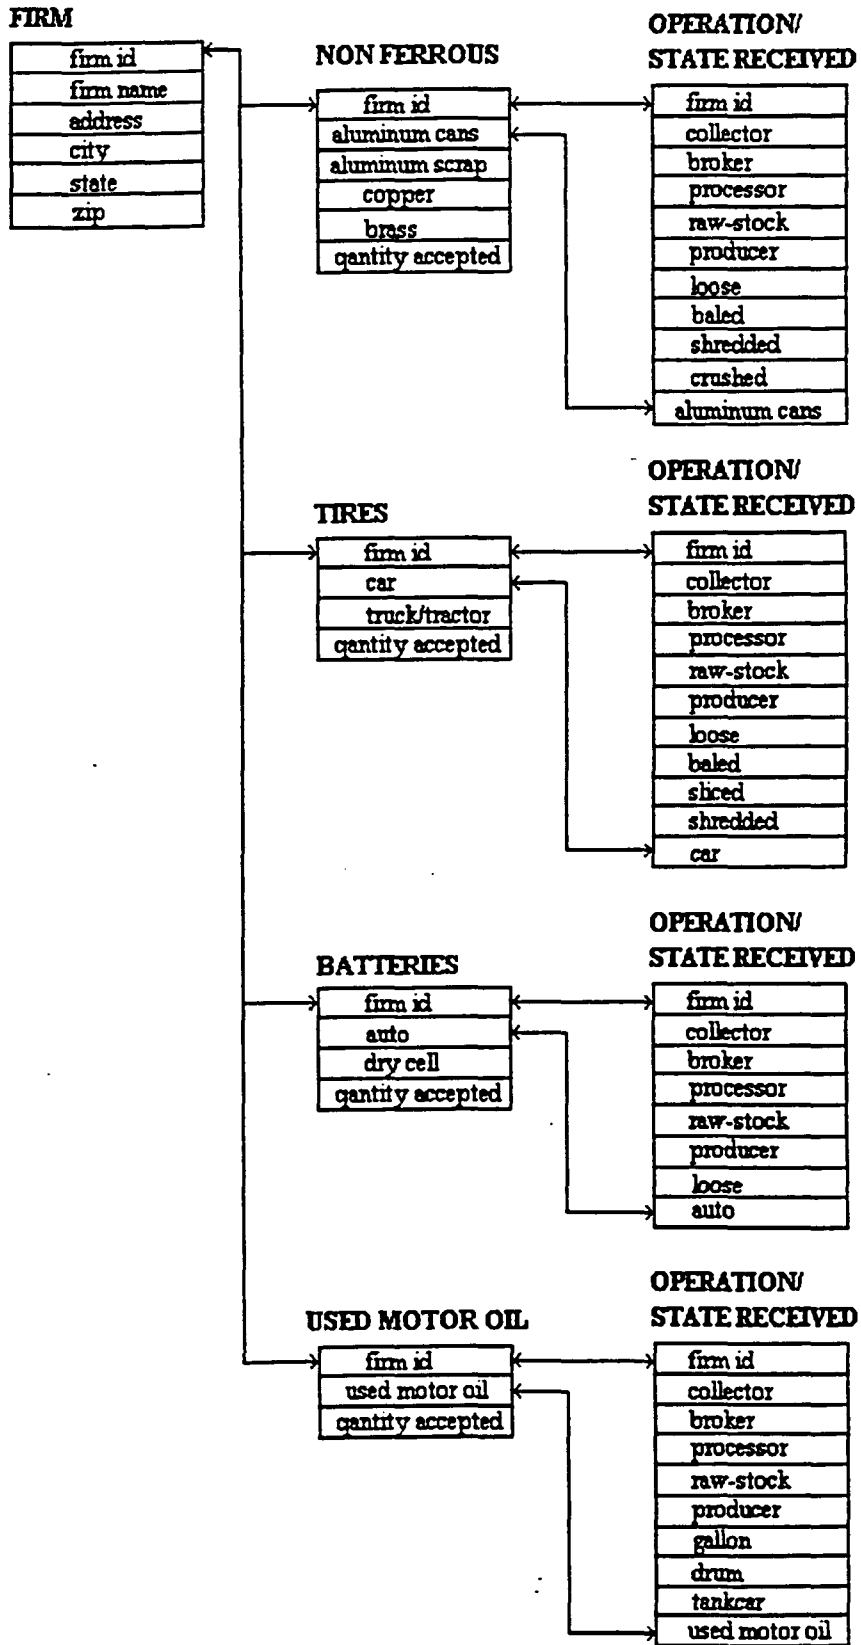 FIRM
firm id
firm name
address
city
state
zip
NON FERROUS
firm id
aluminum cans
aluminum scrap
copper
brass
qantity accepted
OPERATION/
STATE RECEIVED
firm id
collector
broker
processor
raw-stock
producer
loose
baled
shredded
crushed
aluminum cans
TIRES
firm id
car
truck/tractor
qantity accepted
OPERATION/
STATE RECEIVED
firm id
collector
broker
processor
raw-stock
producer
loose
baled
sliced
shredded
car
BATTERIES
firm id
auto
dry cell
qantity accepted
OPERATION/
STATE RECEIVED
firm id
collector
broker
processor
raw-stock
producer
loose
auto
USED MOTOR OIL
firm id
used motor oil
qantity accepted
OPERATION/
STATE RECEIVED
firm id
collector
broker
processor
raw-stock
producer
gallon
drum
tankcar
used motor oil